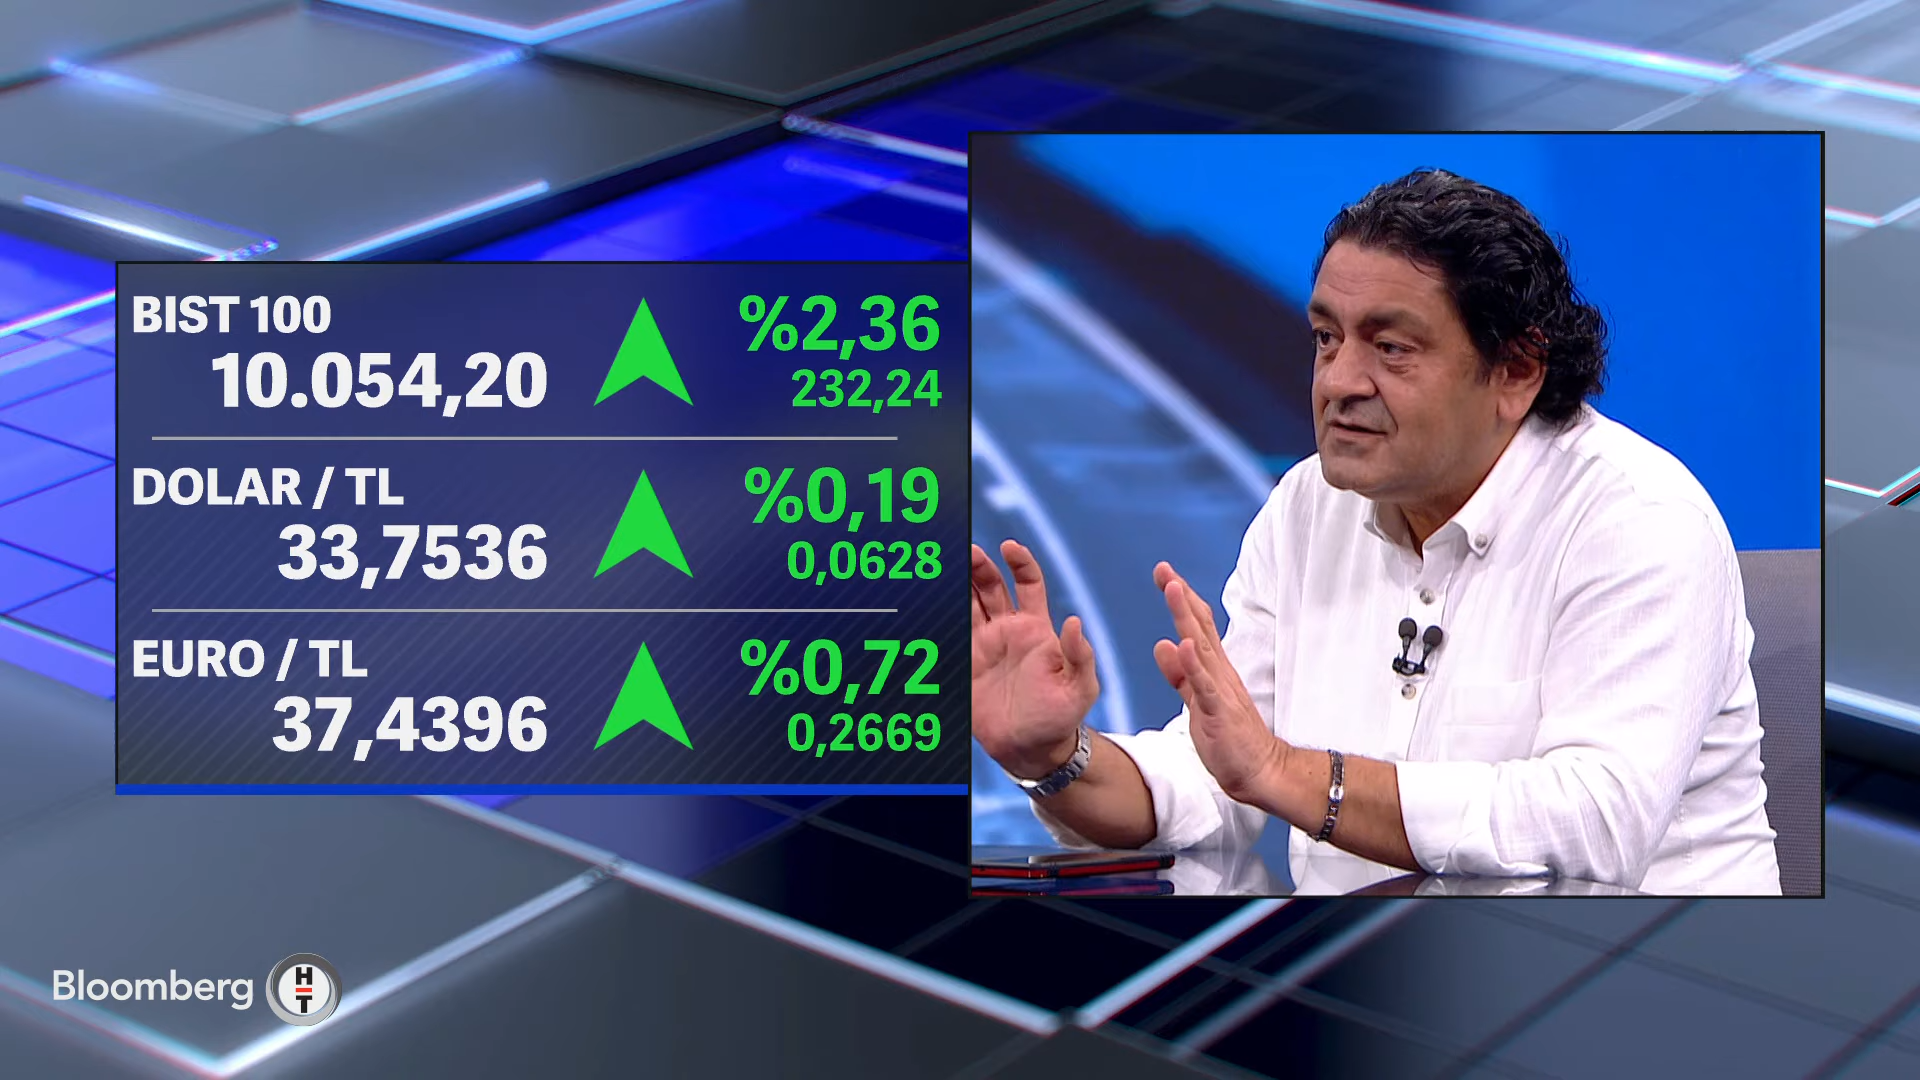 BIST 100
10.054,20
%2,36
232,24
DOLAR / TL
33,7536
%0,19
0,0628
EURO / TL
37,4396
%0,72
0,2669
Bloomberg HT